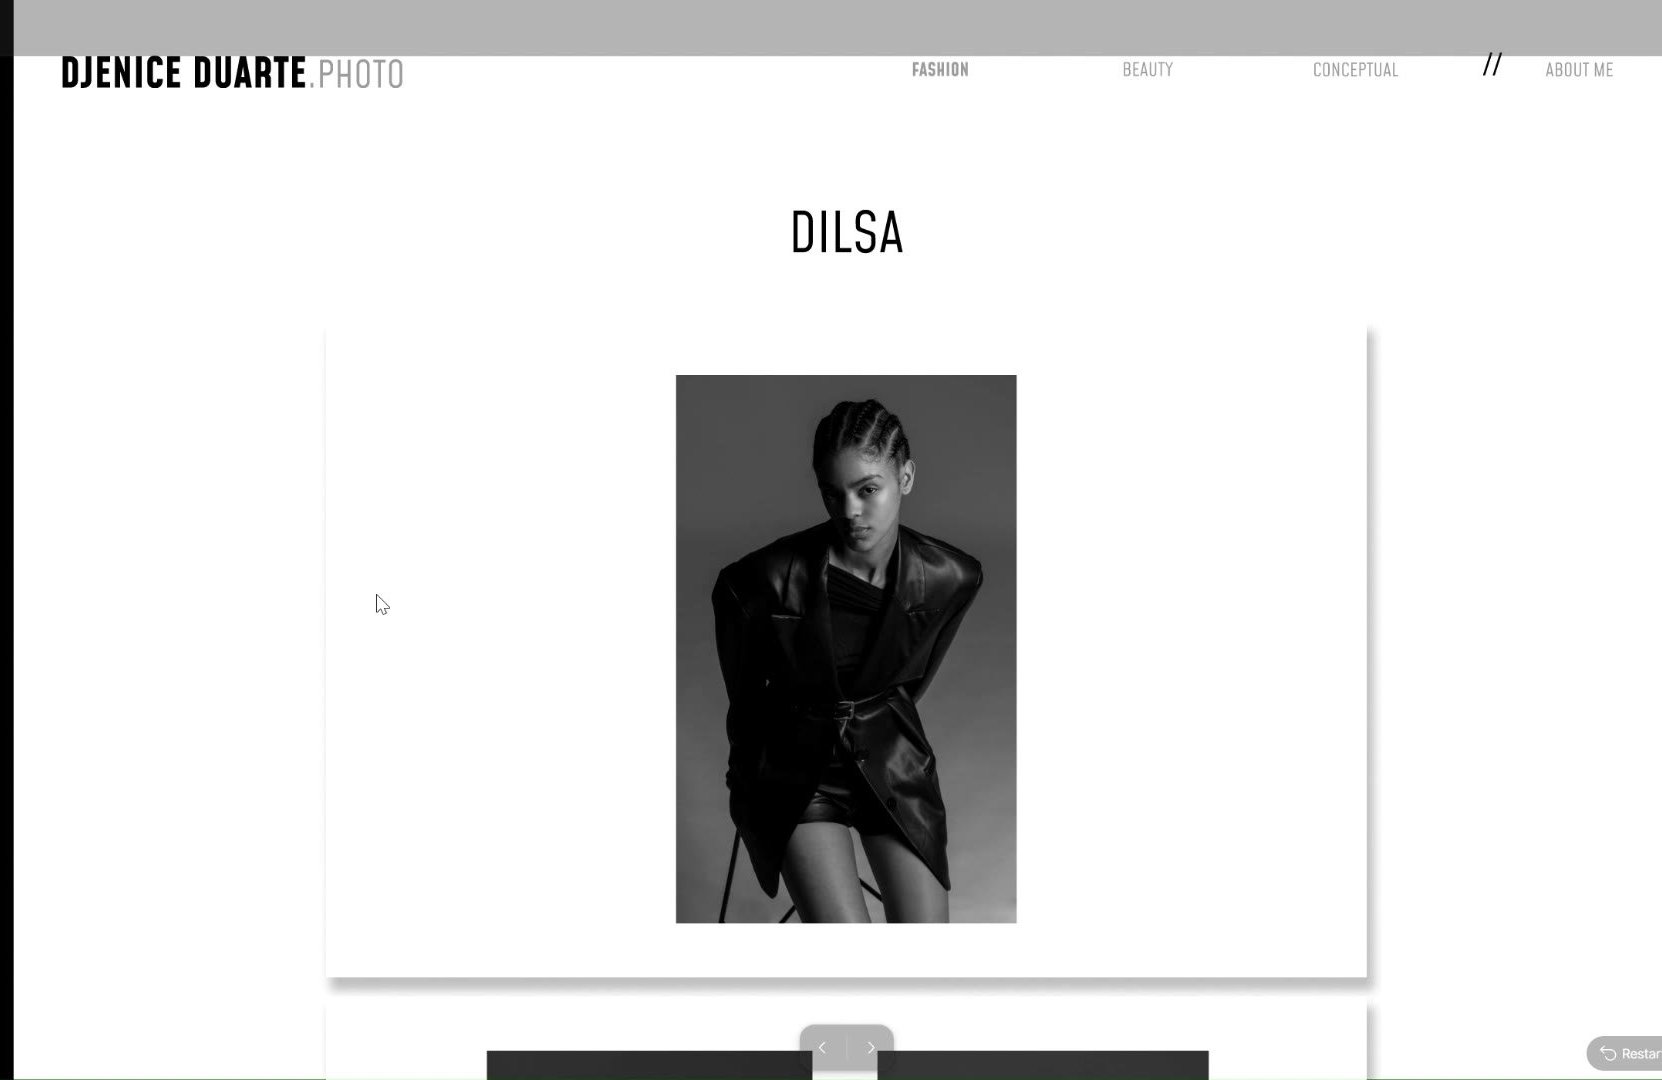 DJENICE DUARTE.PHOTO
FASHION
BEAUTY
CONCEPTUAL
//
ABOUT ME
DILSA